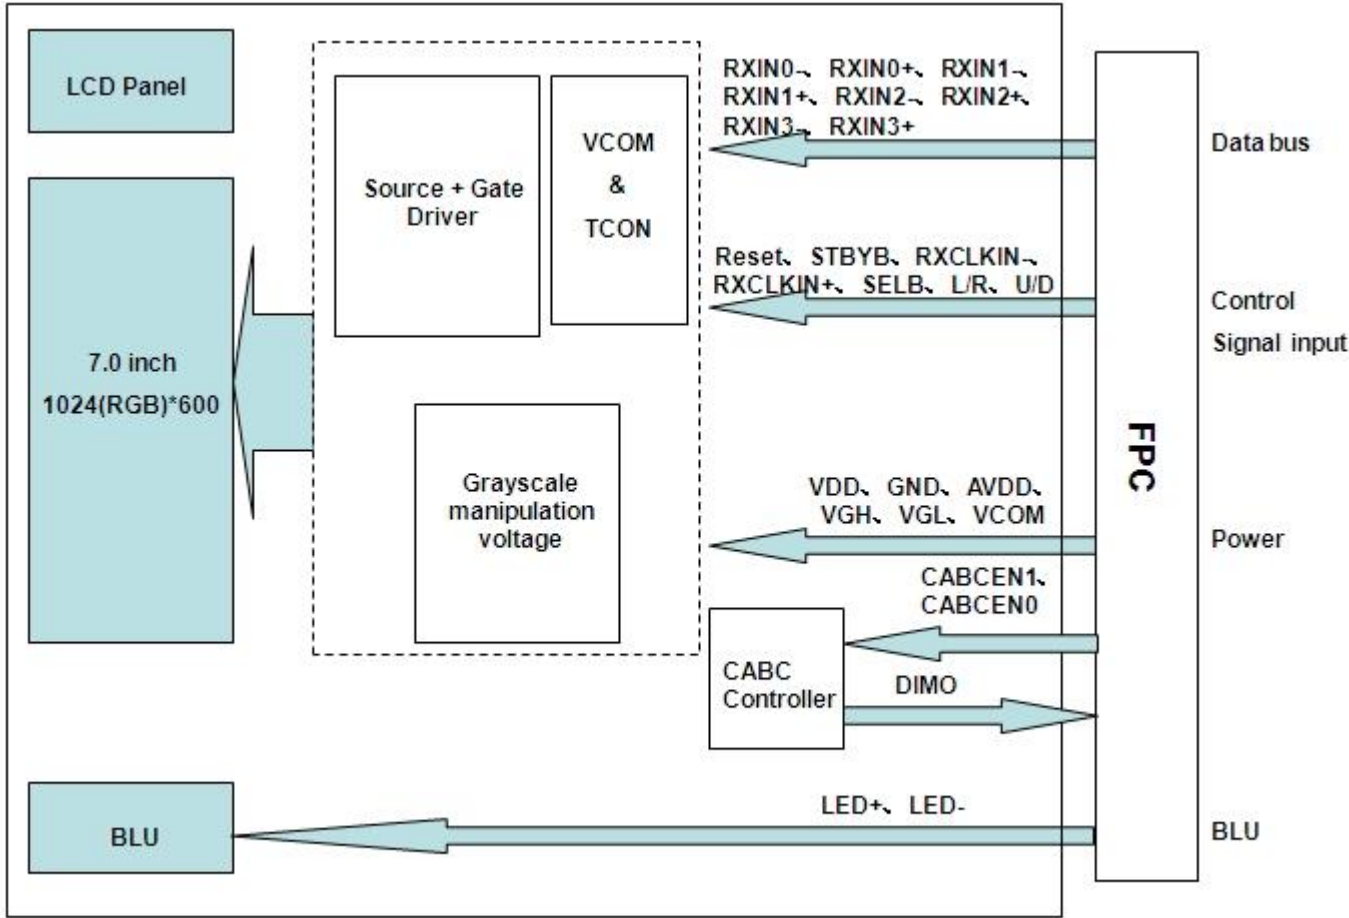 LCD Panel
7.0 inch
1024(RGB)*600
BLU
Source + Gate
Driver
VCOM
&
TCON
Grayscale
manipulation
voltage
RXIN0-、RXIN0+、RXIN1-、
RXIN1+、RXIN2-、RXIN2+、
RXIN3-、RXIN3+
Reset、STBYB、RXCLKIN-、
RXCLKIN+、SELB、L/R、U/D
VDD、GND、AVDD、
VGH、VGL、VCOM
CABCEN1、
CABCEN0
CABC
Controller
DIMO
LED+、LED-
FPC
Data bus
Control
Signal input
Power
BLU